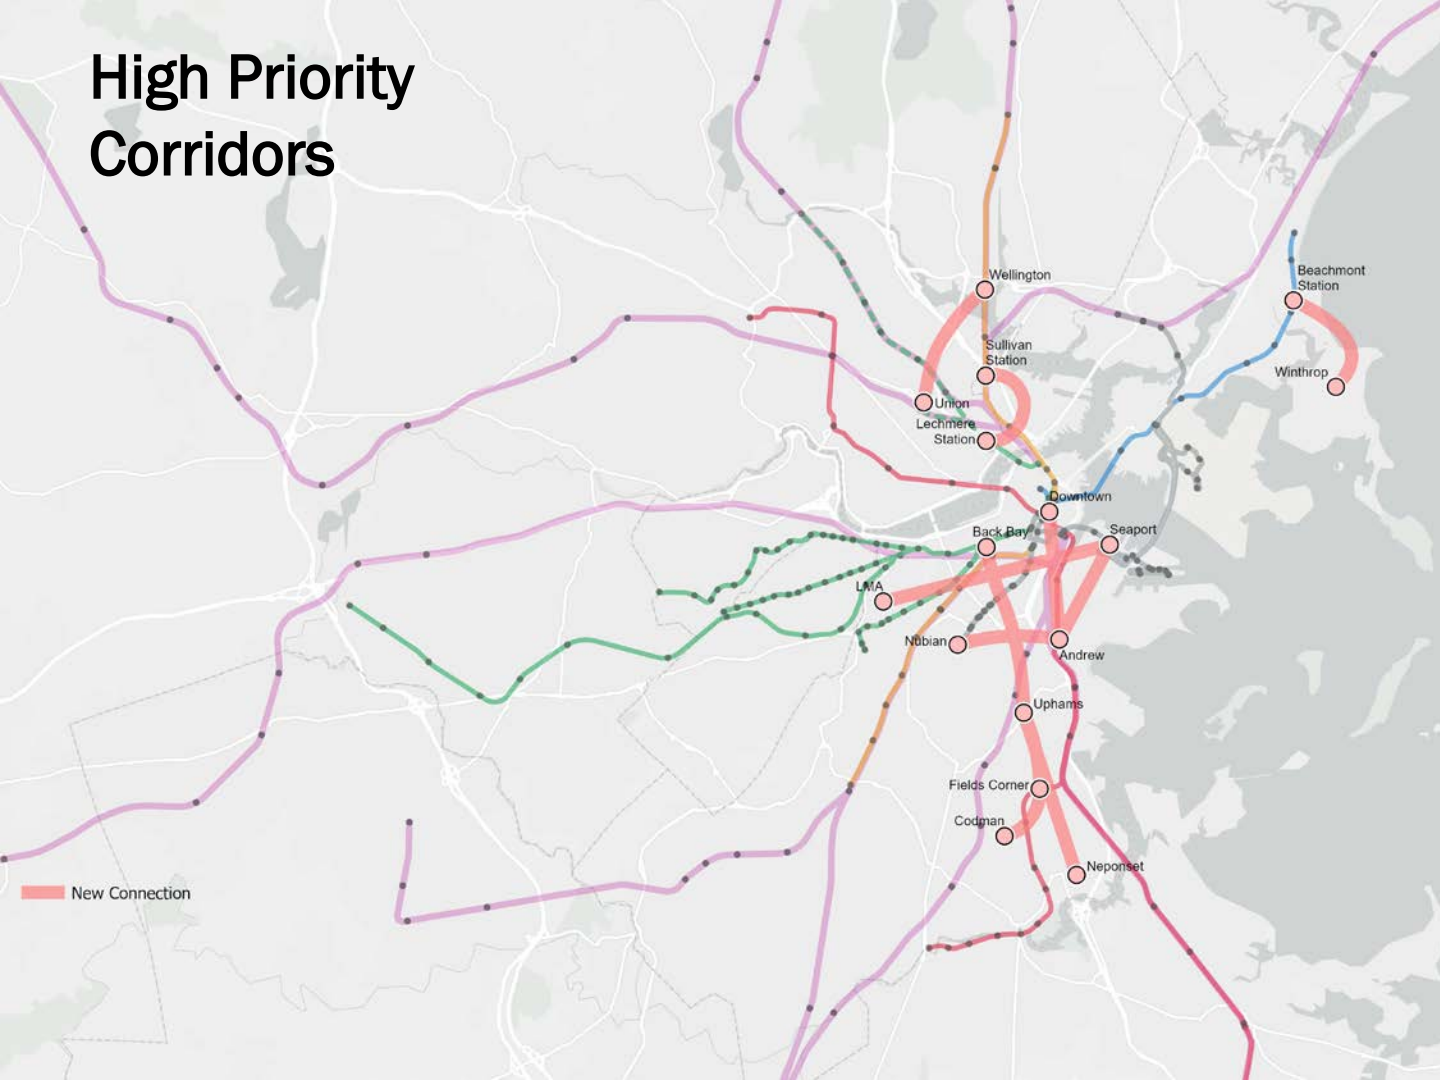 High Priority
Corridors
Wellington
Beachmont
Station
Sullivan
Station
Winthrop
Union
Lechmere
Station
Downtown
Back Bay
Seaport
LMA
Nubian
Andrew
Uphams
Fields Corner
Codman
Neponset
New Connection